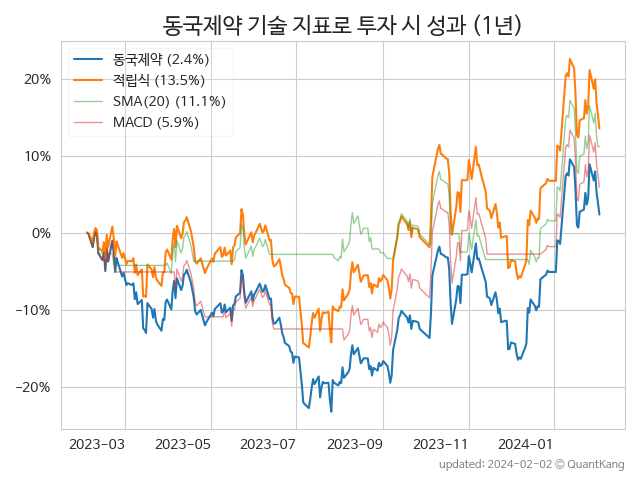 동국제약 기술 지표로 투자 시 성과 (1년)
동국제약 (2.4%)
적립식 (13.5%)
SMA(20) (11.1%)
MACD (5.9%)
20%
10%
0%
−10%
−20%
2023-03 2023-05 2023-07 2023-09 2023-11 2024-01
updated: 2024-02-02 © QuantKang